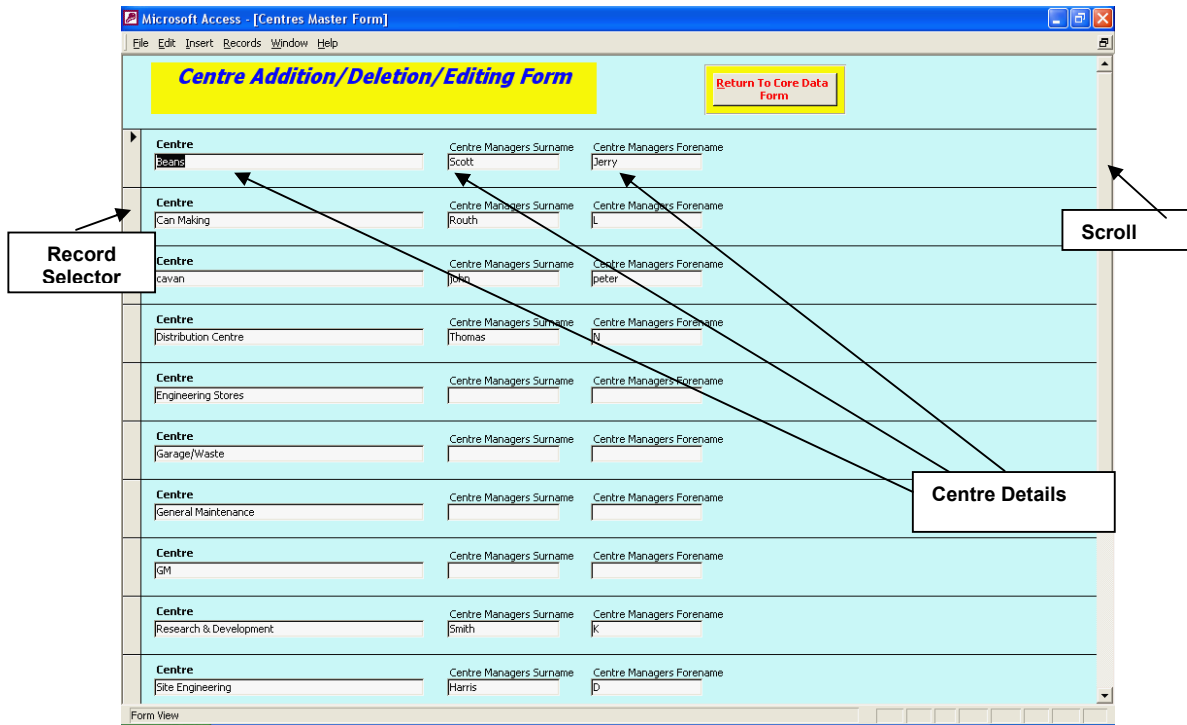 Microsoft Access - [Centres Master Form]
File Edit Insert Records Window Help
Centre Addition/Deletion/Editing Form
Return To Core Data
Form
Centre Centre Managers Surname Centre Managers Forename
Beans Scott Jerry
Centre Centre Managers Surname Centre Managers Forename
Can Making Routh L
Scroll
Record
Selector
Centre Centre Managers Surname Centre Managers Forename
cavan john peter
Centre Centre Managers Surname Centre Managers Forename
Distribution Centre Thomas N
Centre Centre Managers Surname Centre Managers Forename
Engineering Stores
Centre Centre Managers Surname Centre Managers Forename
Garage/Waste
Centre Details
Centre Centre Managers Surname Centre Managers Forename
General Maintenance
Centre Centre Managers Surname Centre Managers Forename
GM
Centre Centre Managers Surname Centre Managers Forename
Research & Development Smith K
Centre Centre Managers Surname Centre Managers Forename
Site Engineering Harris D
Form View